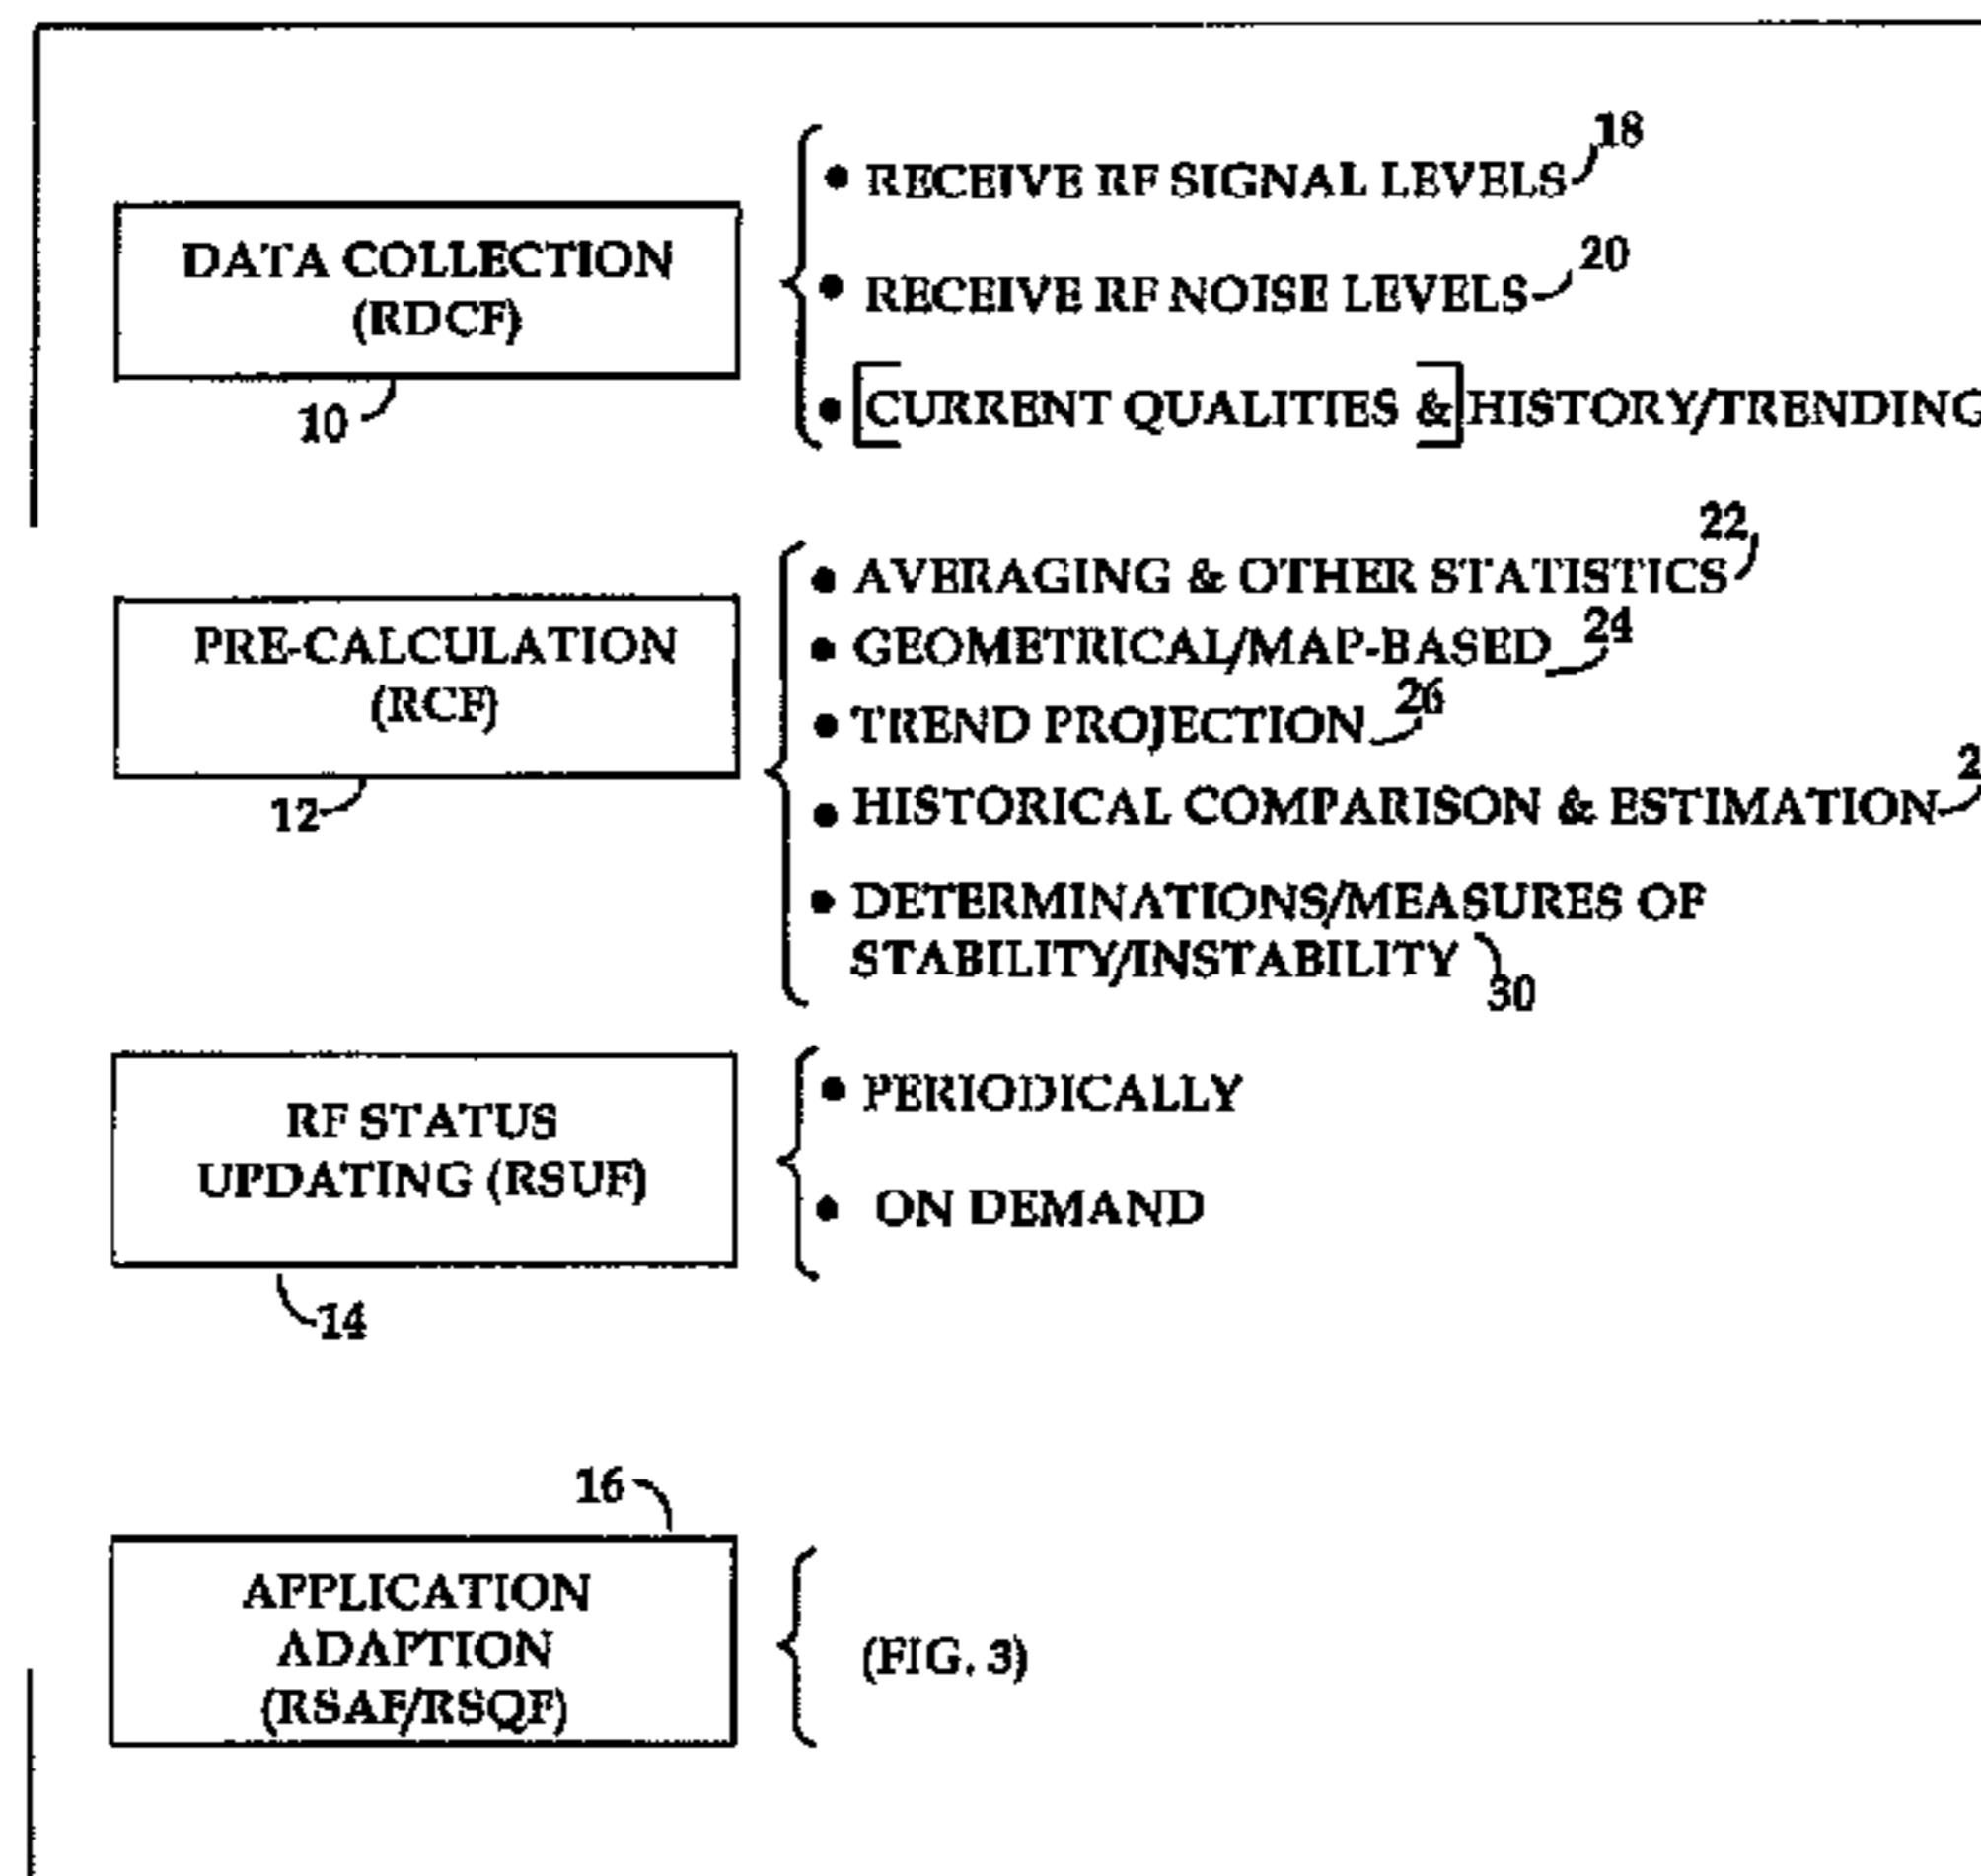 18
• RECEIVE RF SIGNAL LEVELS
DATA COLLECTION
(RDCF)
20
• RECEIVE RF NOISE LEVELS
10
• [CURRENT QUALITIES &] HISTORY/TRENDING
22
• AVERAGING & OTHER STATISTICS
PRE-CALCULATION
(RCF)
24
• GEOMETRICAL/MAP-BASED
26
• TREND PROJECTION
12
• HISTORICAL COMPARISON & ESTIMATION
• DETERMINATIONS/MEASURES OF
STABILITY/INSTABILITY
30
RF STATUS
UPDATING (RSUF)
• PERIODICALLY
• ON DEMAND
14
16
APPLICATION
ADAPTION
(RSAF/RSQF)
(FIG. 3)